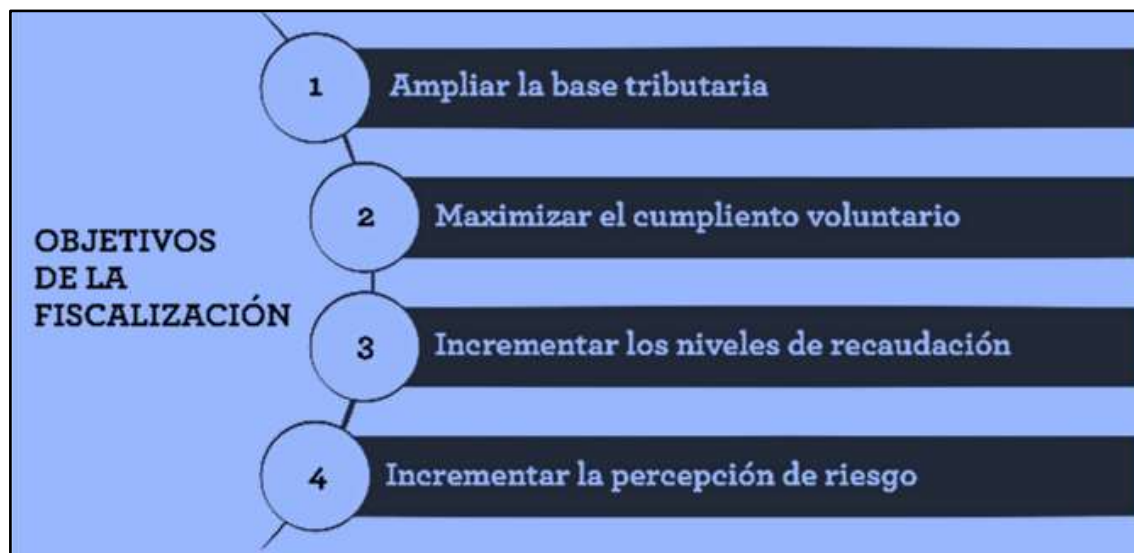 OBJETIVOS
DE LA
FISCALIZACIÓN
1
Ampliar la base tributaria
2
Maximizar el cumpliento voluntario
3
Incrementar los niveles de recaudación
4
Incrementar la percepción de riesgo